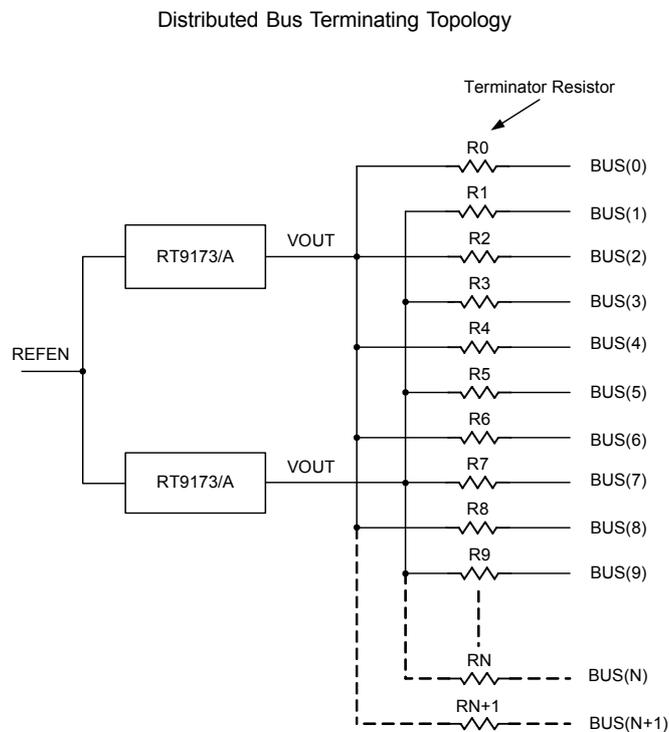 Distributed Bus Terminating Topology
Terminator Resistor
R0
BUS(0)
R1
BUS(1)
RT9173/A
VOUT
R2
BUS(2)
R3
BUS(3)
REFEN
R4
BUS(4)
R5
BUS(5)
R6
BUS(6)
RT9173/A
VOUT
R7
BUS(7)
R8
BUS(8)
R9
BUS(9)
RN
BUS(N)
RN+1
BUS(N+1)